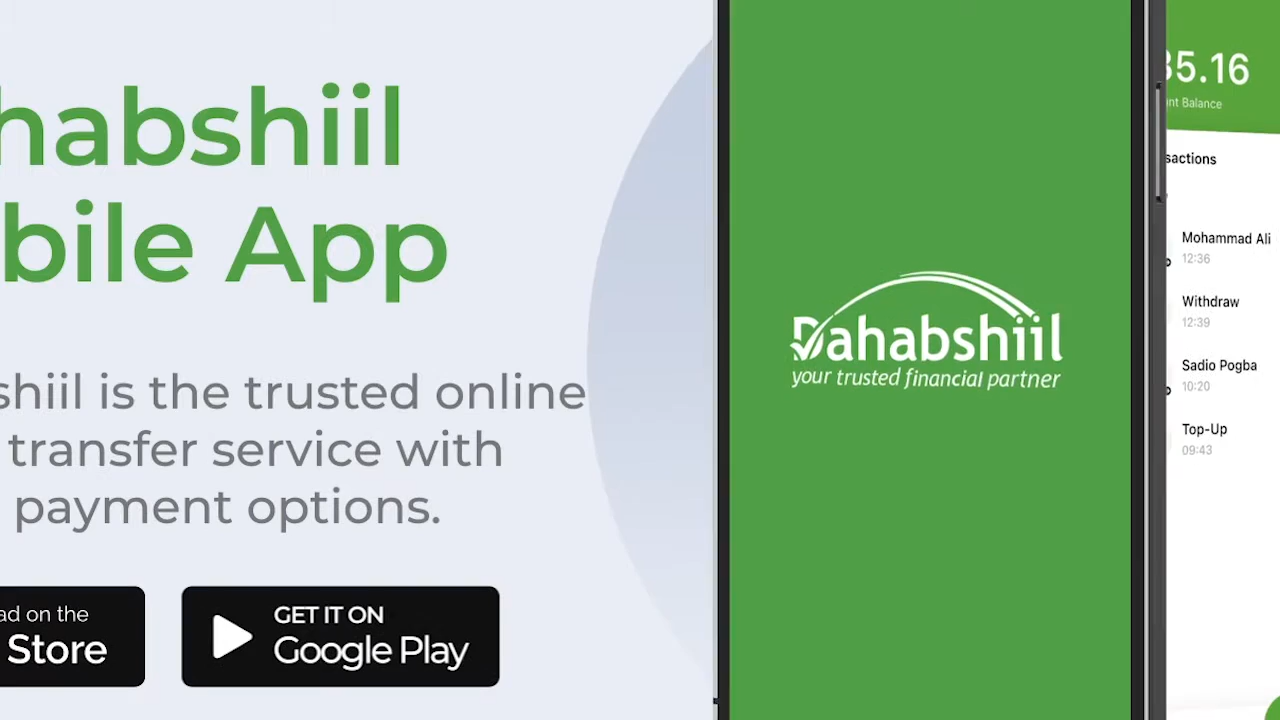 habshiil
bile App
shiil is the trusted online
transfer service with
payment options.
ad on the
Store
GET IT ON
Google Play
Dahabshiil
your trusted financial partner
35.16
nt Balance
sactions
Mohammad Ali
12:36
Withdraw
12:39
Sadio Pogba
10:20
Top-Up
09:43